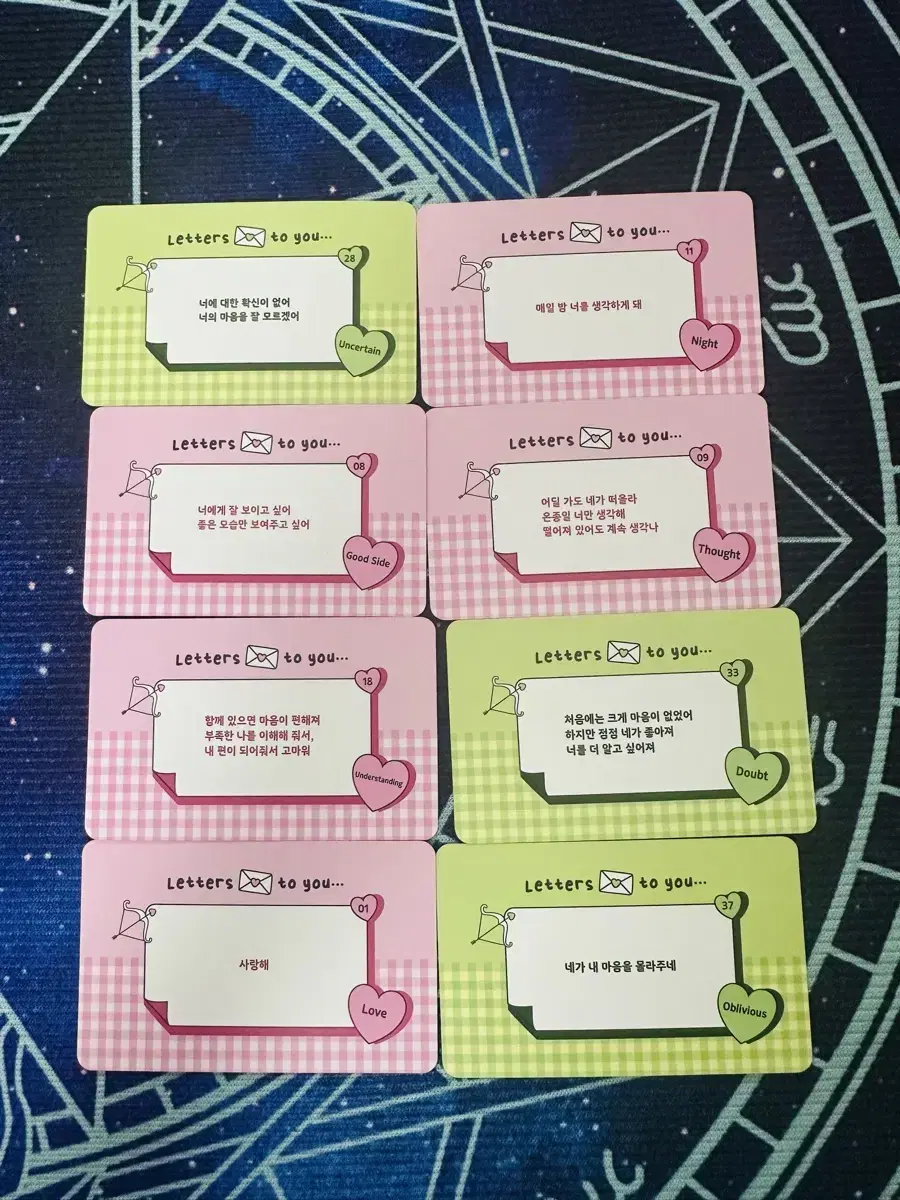 Letters to you...
28
너에 대한 확신이 없어
너의 마음을 잘 모르겠어
Uncertain
Letters to you...
11
매일 밤 너를 생각하게 돼
Night
Letters to you...
08
너에게 잘 보이고 싶어
좋은 모습만 보여주고 싶어
Good Side
Letters to you...
09
어딜 가도 네가 떠올라
온종일 너만 생각해
떨어져 있어도 계속 생각나
Thought
Letters to you...
18
함께 있으면 마음이 편해져
부족한 나를 이해해 줘서,
내 편이 되어줘서 고마워
Understanding
Letters to you...
33
처음에는 크게 마음이 없었어
하지만 점점 네가 좋아져
너를 더 알고 싶어져
Doubt
Letters to you...
01
사랑해
Love
Letters to you...
37
네가 내 마음을 몰라주네
Oblivious